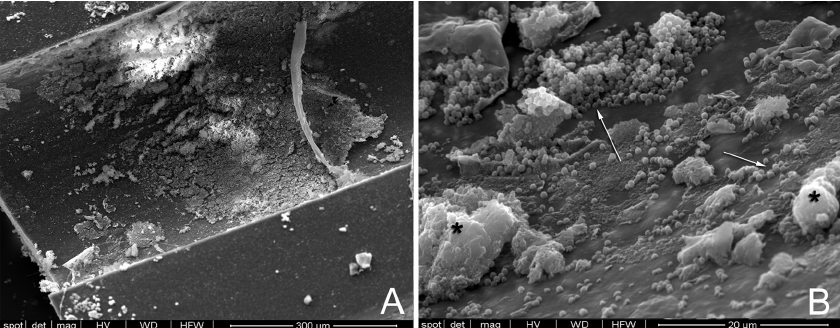 * *
A B
spot det mag HV WD HFW 300 µm 20 µm
spot det mag HV WD HFW